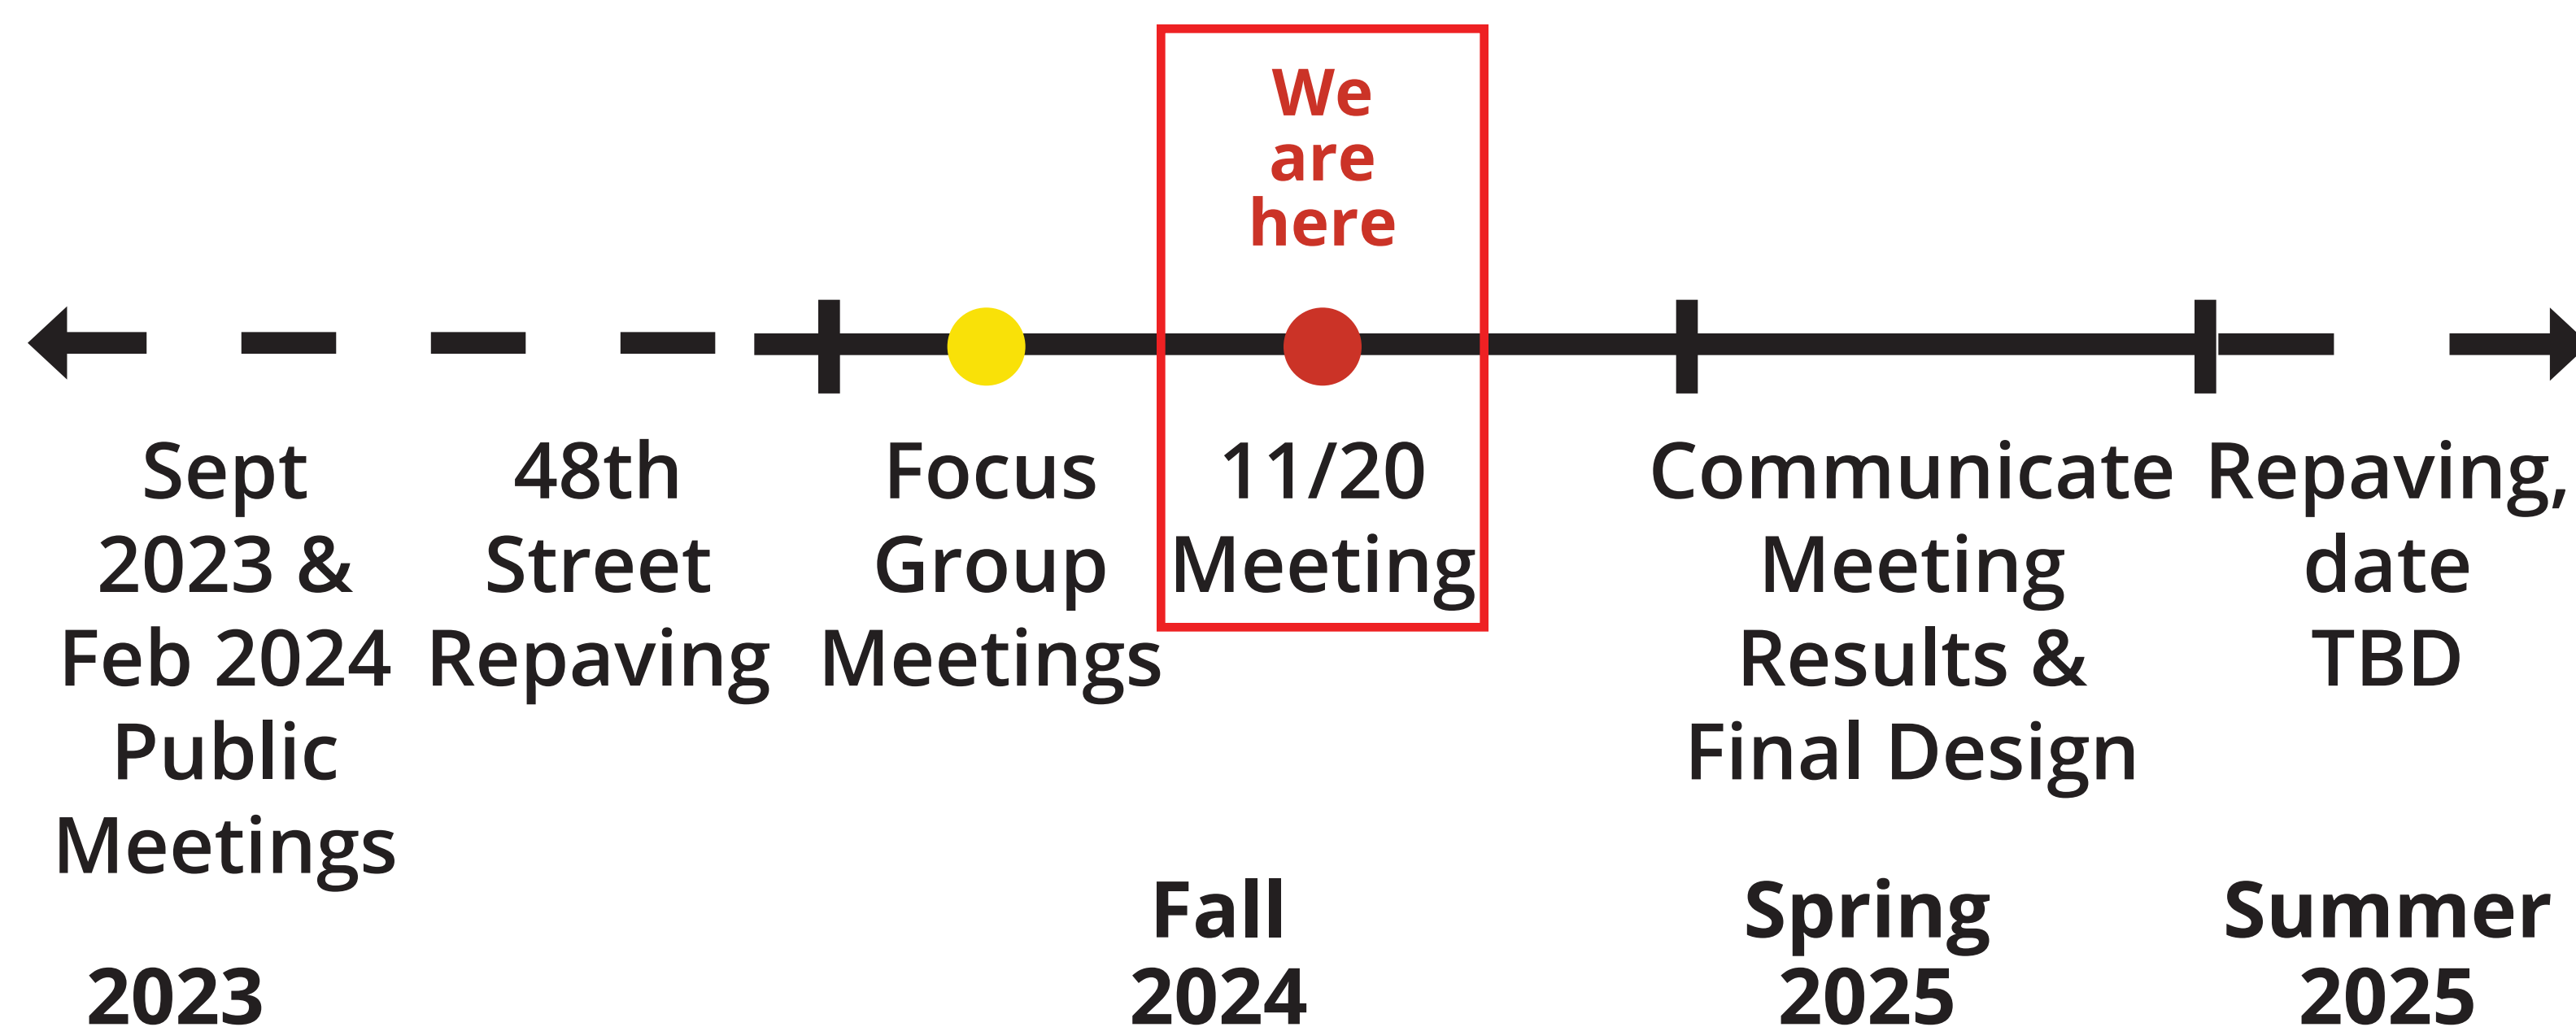 We
are
here
Sept
2023 &
Feb 2024
Public
Meetings
48th
Street
Repaving
Focus
Group
Meetings
11/20
Meeting
Communicate
Meeting
Results &
Final Design
Repaving,
date
TBD
2023
Fall
2024
Spring
2025
Summer
2025